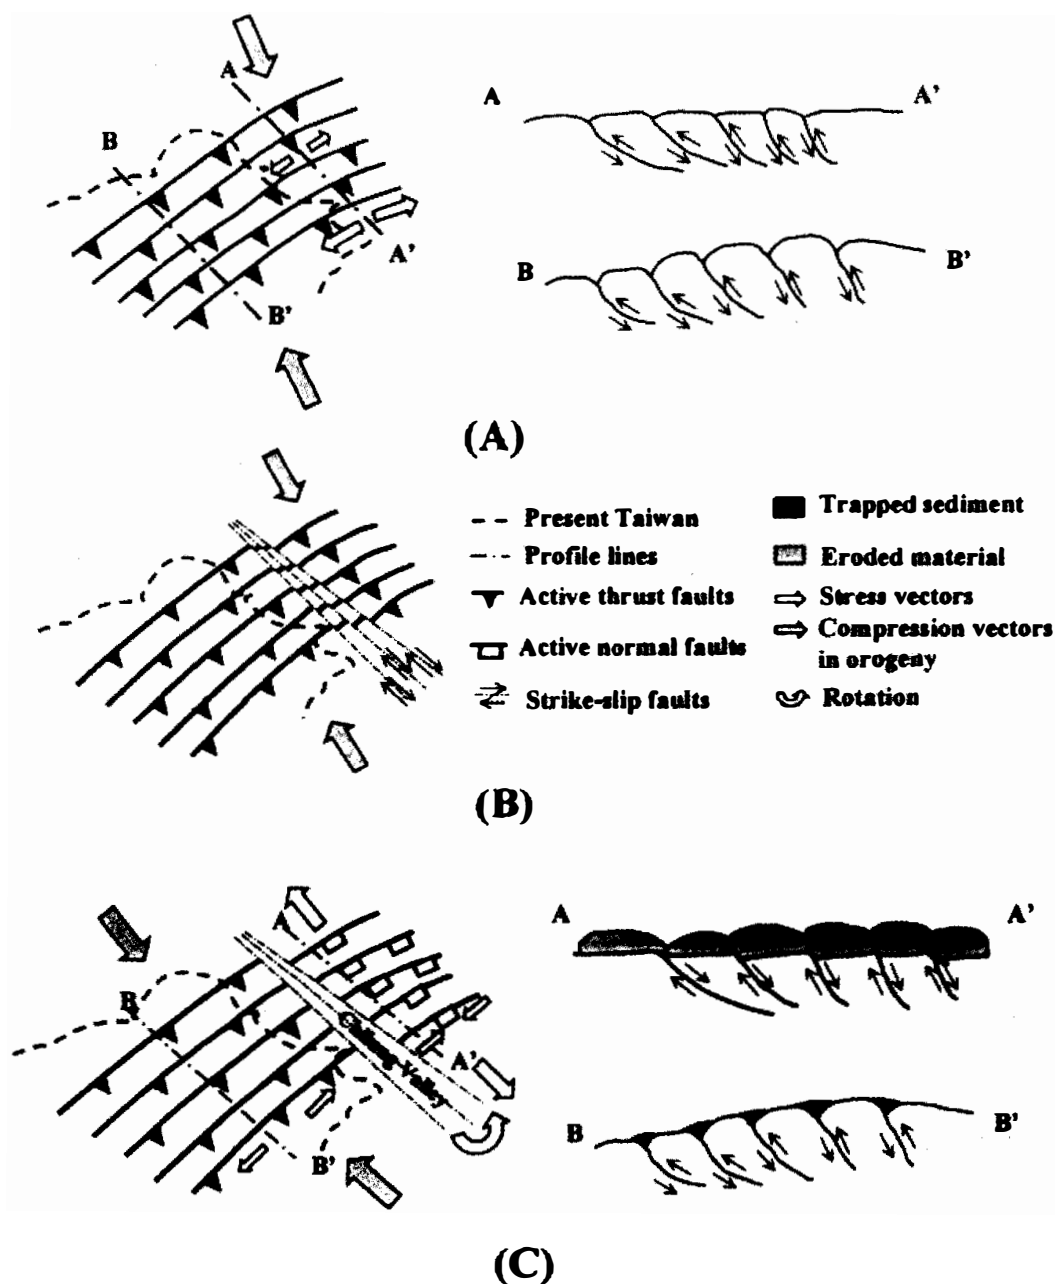 A
B
A'
B'
A
A'
B
B'
(A)
Present Taiwan
Profile lines
Active thrust faults
Active normal faults
Strike-slip faults
Trapped sediment
Eroded material
Stress vectors
Compression vectors
in orogeny
Rotation
(B)
A
B
Valley
A'
B'
A
A'
B
B'
(C)